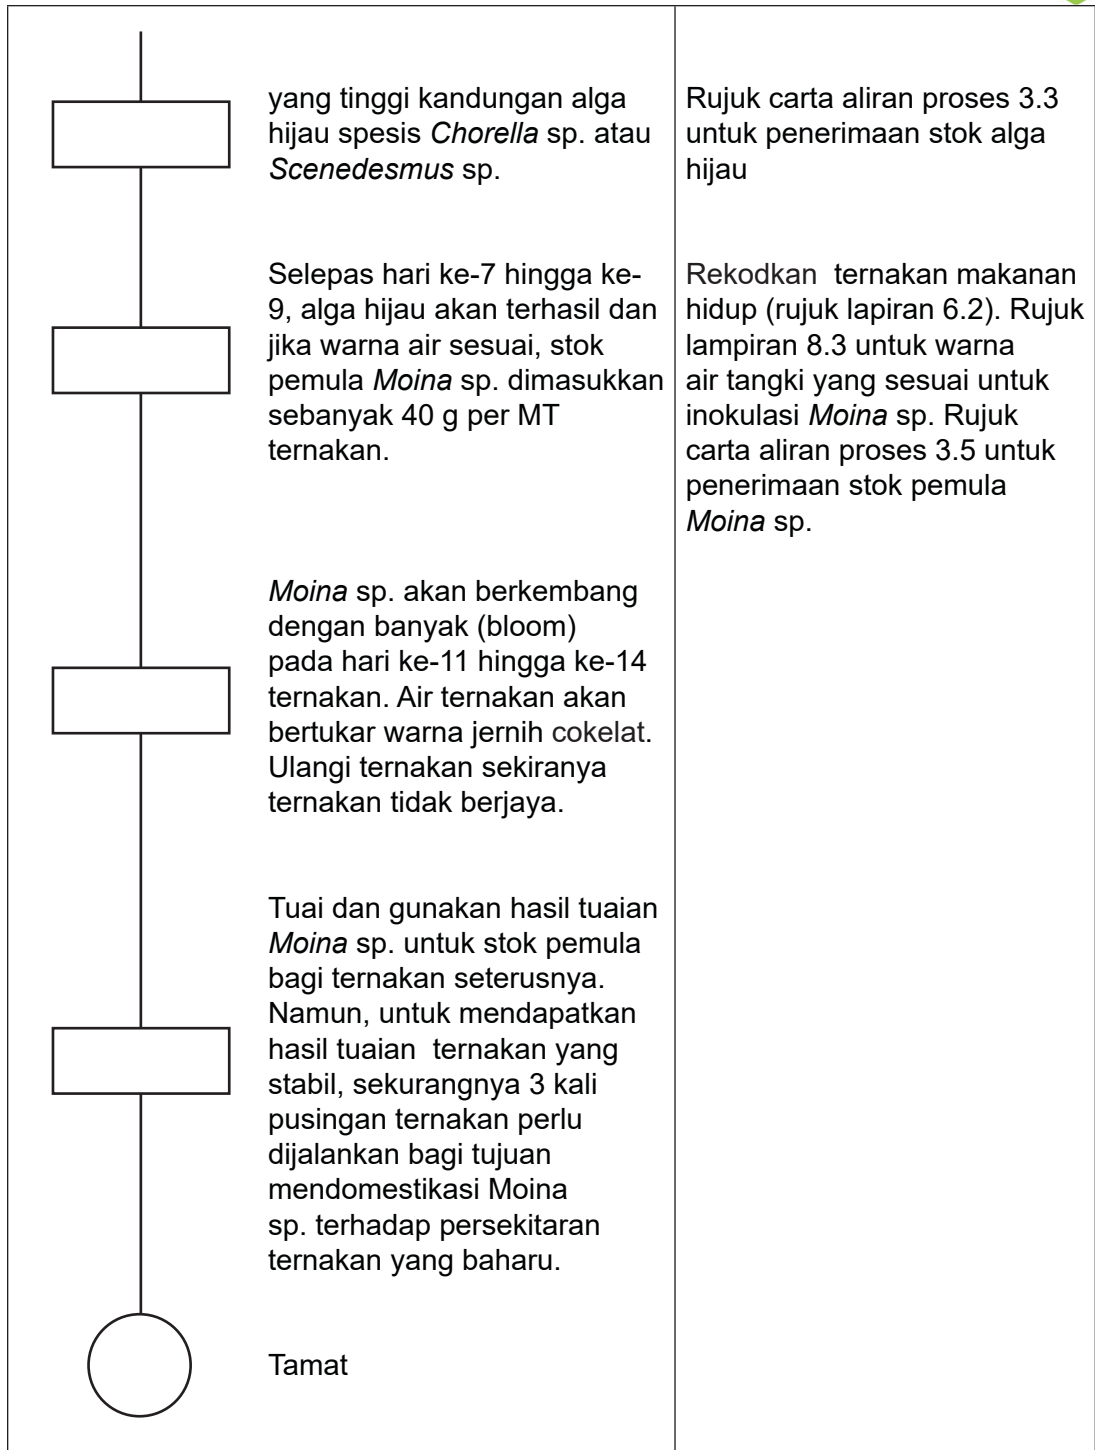 yang tinggi kandungan alga
hijau spesis Chorella sp. atau
Scenedesmus sp.
Rujuk carta aliran proses 3.3
untuk penerimaan stok alga
hijau
Selepas hari ke-7 hingga ke-
9, alga hijau akan terhasil dan
jika warna air sesuai, stok
pemula Moina sp. dimasukkan
sebanyak 40 g per MT
ternakan.
Rekodkan  ternakan makanan
hidup (rujuk lapiran 6.2). Rujuk
lampiran 8.3 untuk warna
air tangki yang sesuai untuk
inokulasi Moina sp. Rujuk
carta aliran proses 3.5 untuk
penerimaan stok pemula
Moina sp.
Moina sp. akan berkembang
dengan banyak (bloom)
pada hari ke-11 hingga ke-14
ternakan. Air ternakan akan
bertukar warna jernih cokelat.
Ulangi ternakan sekiranya
ternakan tidak berjaya.
Tuai dan gunakan hasil tuaian
Moina sp. untuk stok pemula
bagi ternakan seterusnya.
Namun, untuk mendapatkan
hasil tuaian  ternakan yang
stabil, sekurangnya 3 kali
pusingan ternakan perlu
dijalankan bagi tujuan
mendomestikasi Moina
sp. terhadap persekitaran
ternakan yang baharu.
Tamat